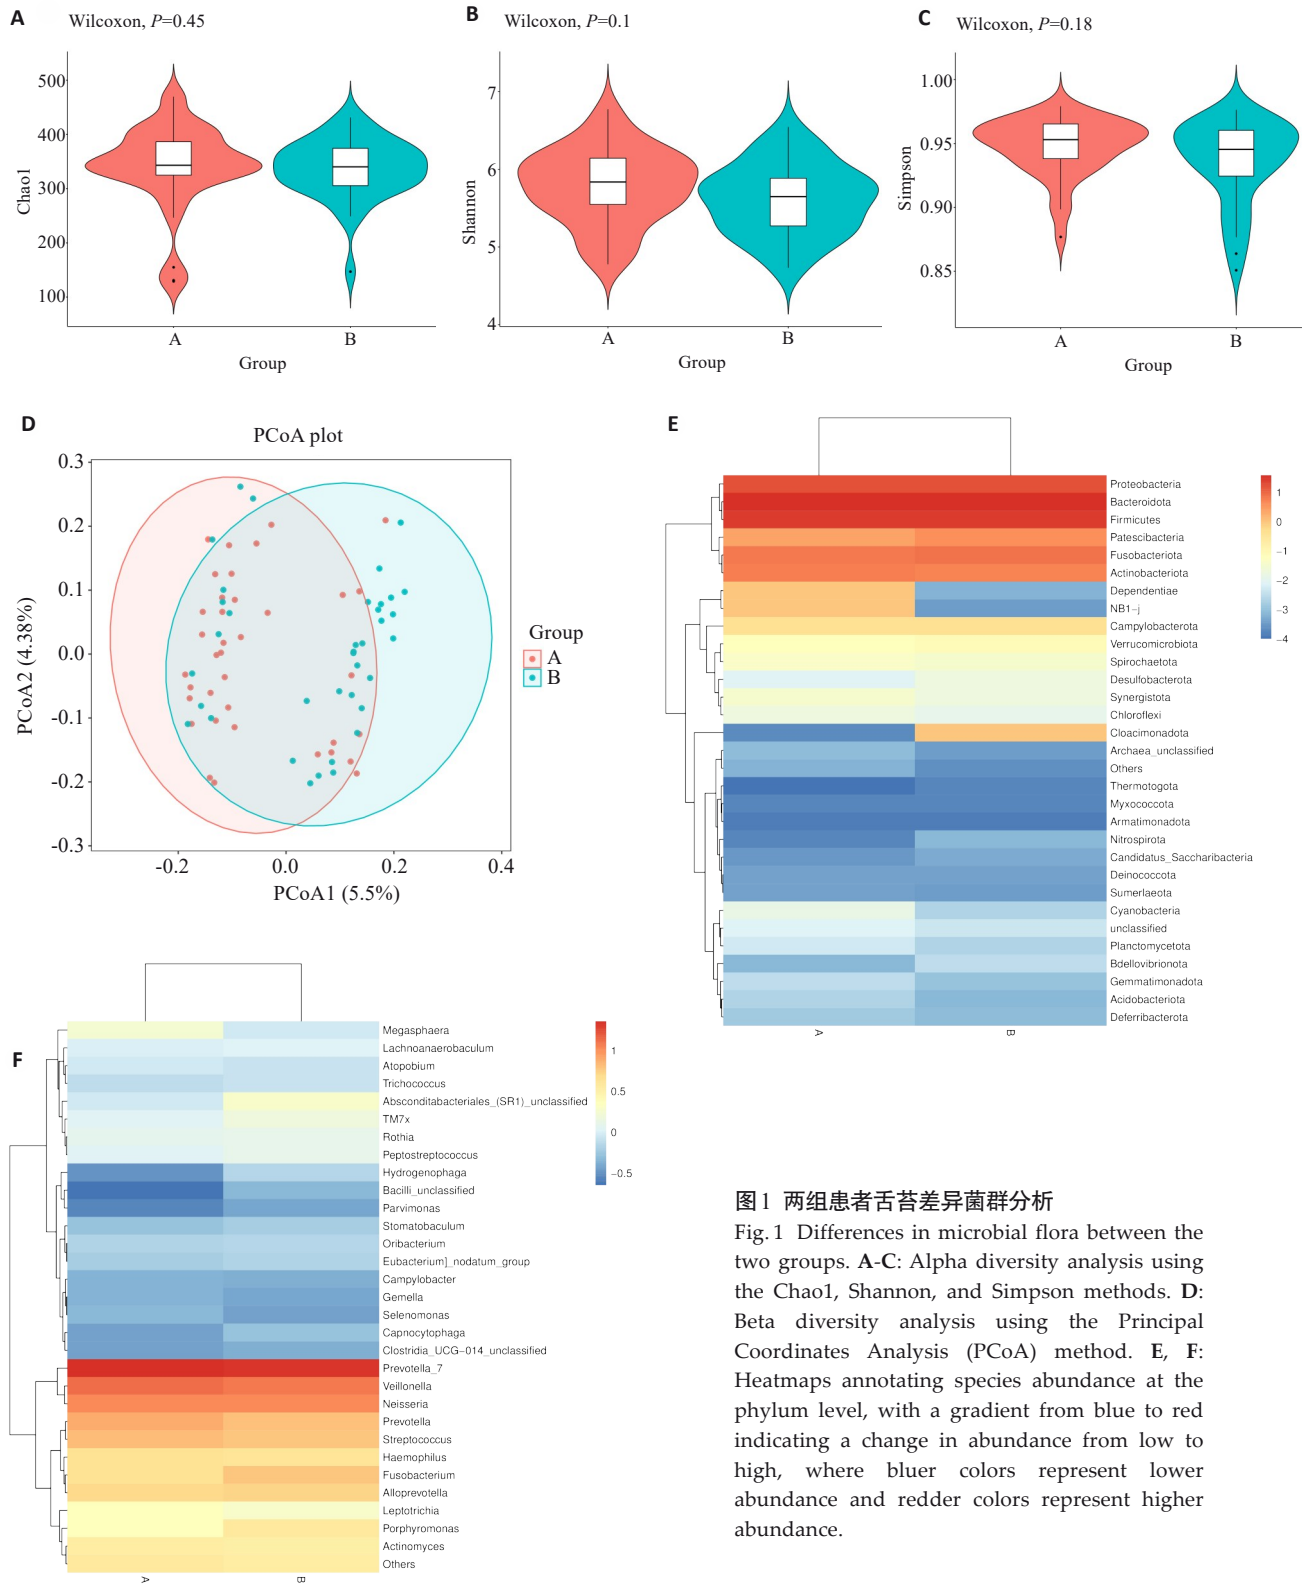 A
Wilcoxon, P=0.45
Chao1
500
400
300
200
100
A
B
Group
B
Wilcoxon, P=0.1
Shannon
7
6
5
4
A
B
Group
C
Wilcoxon, P=0.18
Simpson
1.00
0.95
0.90
0.85
A
B
Group
D
PCoA plot
PCoA2 (4.38%)
0.3
0.2
0.1
0.0
-0.1
-0.2
-0.3
-0.2
0.0
0.2
0.4
PCoA1 (5.5%)
Group
A
B
E
Proteobacteria
Bacteroidota
Firmicutes
Patescibacteria
Fusobacteriota
Actinobacteriota
Dependentiae
NB1−j
Campylobacterota
Verrucomicrobiota
Spirochaetota
Desulfobacterota
Synergistota
Chloroflexi
Cloacimonadota
Archaea_unclassified
Others
Thermotogota
Myxococcota
Armatimonadota
Nitrospirota
Candidatus_Saccharibacteria
Deinococcota
Sumerlaeota
Cyanobacteria
unclassified
Planctomycetota
Bdellovibrionota
Gemmatimonadota
Acidobacteriota
Deferribacterota
A
B
1
0
−1
−2
−3
−4
F
Megasphaera
Lachnoanaerobaculum
Atopobium
Trichococcus
Absconditabacteriales_(SR1)_unclassified
TM7x
Rothia
Peptostreptococcus
Hydrogenophaga
Bacilli_unclassified
Parvimonas
Stomatobaculum
Oribacterium
Eubacterium]_nodatum_group
Campylobacter
Gemella
Selenomonas
Capnocytophaga
Clostridia_UCG−014_unclassified
Prevotella_7
Veillonella
Neisseria
Prevotella
Streptococcus
Haemophilus
Fusobacterium
Alloprevotella
Leptotrichia
Porphyromonas
Actinomyces
Others
A
B
1
0.5
0
−0.5
图1 两组患者舌苔差异菌群分析
Fig. 1 Differences in microbial flora between the
two groups. A-C: Alpha diversity analysis using
the Chao1, Shannon, and Simpson methods. D:
Beta diversity analysis using the Principal
Coordinates Analysis (PCoA) method. E, F:
Heatmaps annotating species abundance at the
phylum level, with a gradient from blue to red
indicating a change in abundance from low to
high, where bluer colors represent lower
abundance and redder colors represent higher
abundance.